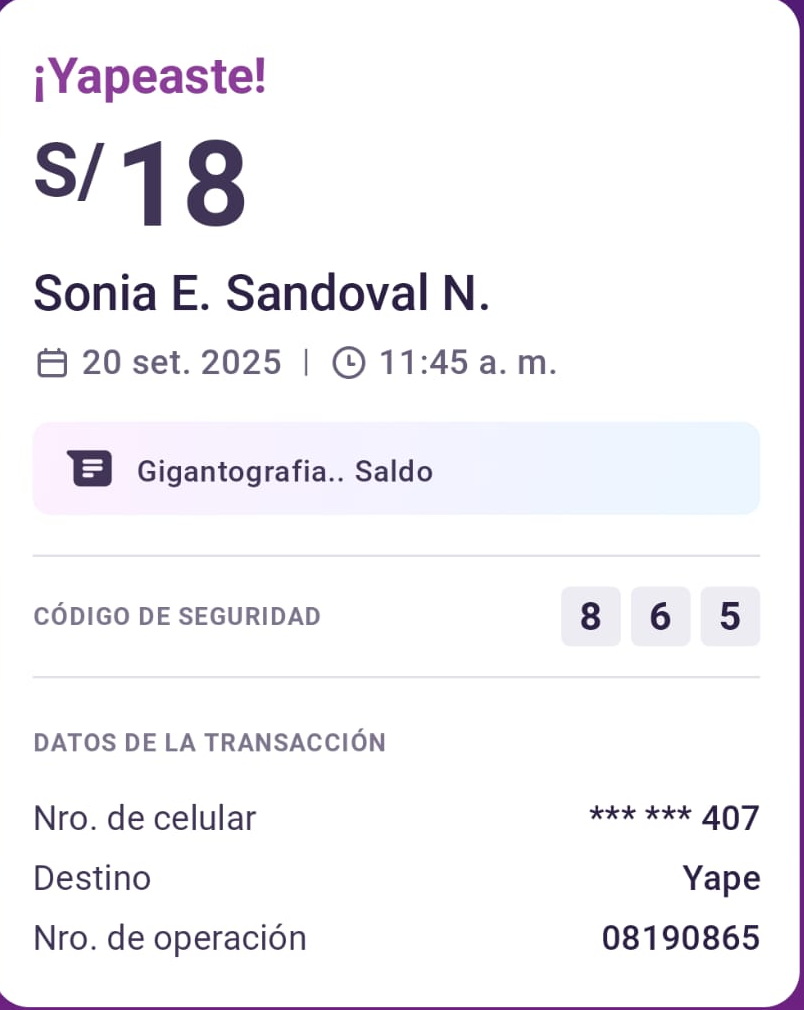 ¡Yapeaste!
S/ 18
Sonia E. Sandoval N.
20 set. 2025 | 11:45 a. m.
Gigantografia.. Saldo
CÓDIGO DE SEGURIDAD 8 6 5
DATOS DE LA TRANSACCIÓN
Nro. de celular *** *** 407
Destino Yape
Nro. de operación 08190865